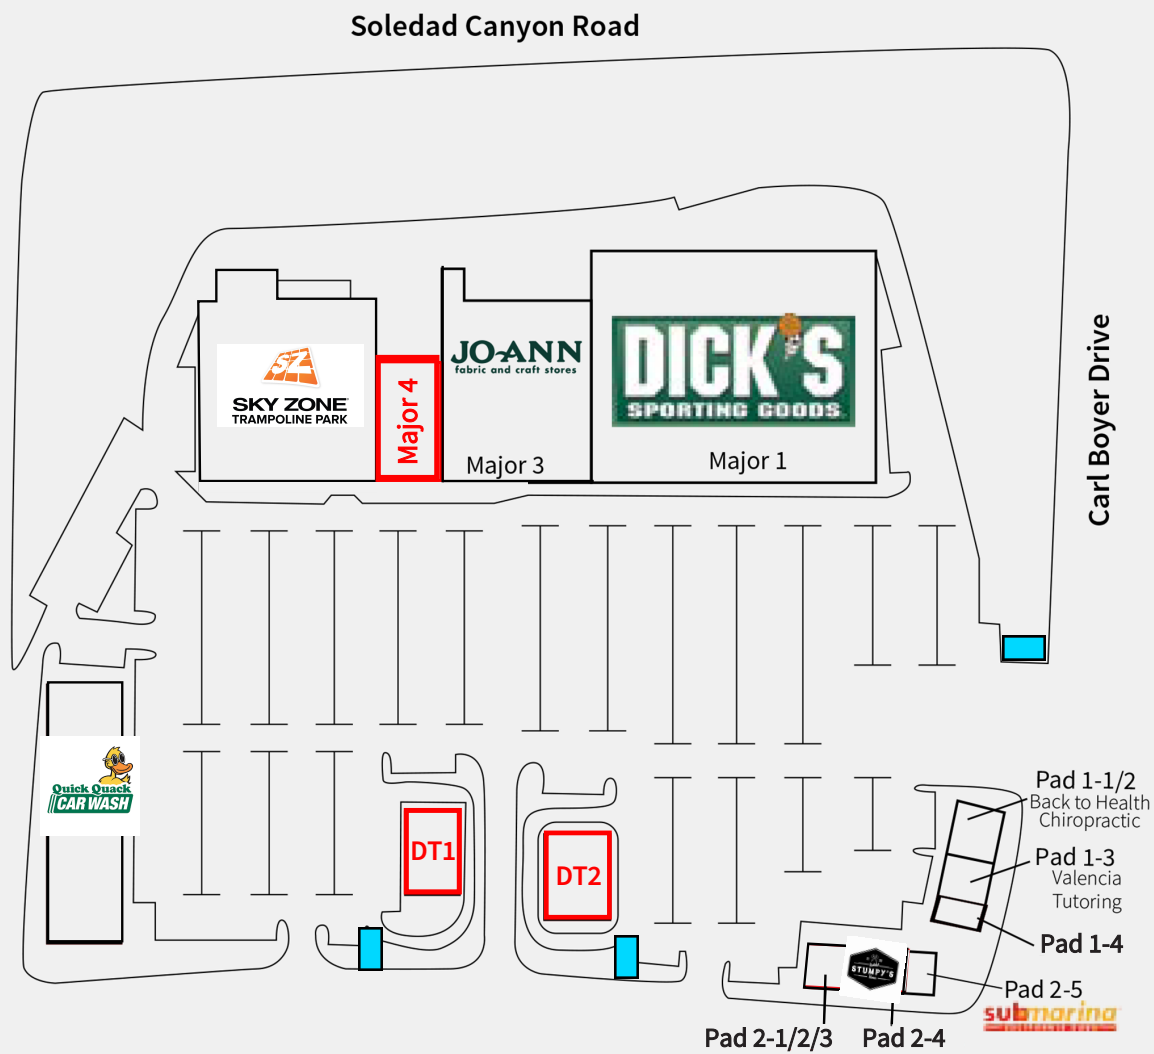 Soledad Canyon Road
Carl Boyer Drive
SZ
SKY ZONE
TRAMPOLINE PARK
Major 4
JO-ANN
fabric and craft stores
Major 3
DICK'S
SPORTING GOODS
Major 1
Quick Quack
CAR WASH
DT1
DT2
Pad 1-1/2
Back to Health
Chiropractic
Pad 1-3
Valencia
Tutoring
Pad 1-4
STUMPY'S
Pad 2-5
submarina
Pad 2-1/2/3
Pad 2-4